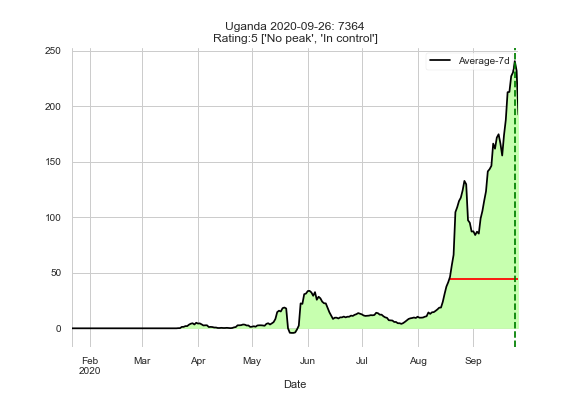 Uganda 2020-09-26: 7364
Rating:5 ['No peak', 'In control']
Average-7d
250
200
150
100
50
0
Feb Mar Apr May Jun Jul Aug Sep
2020
Date